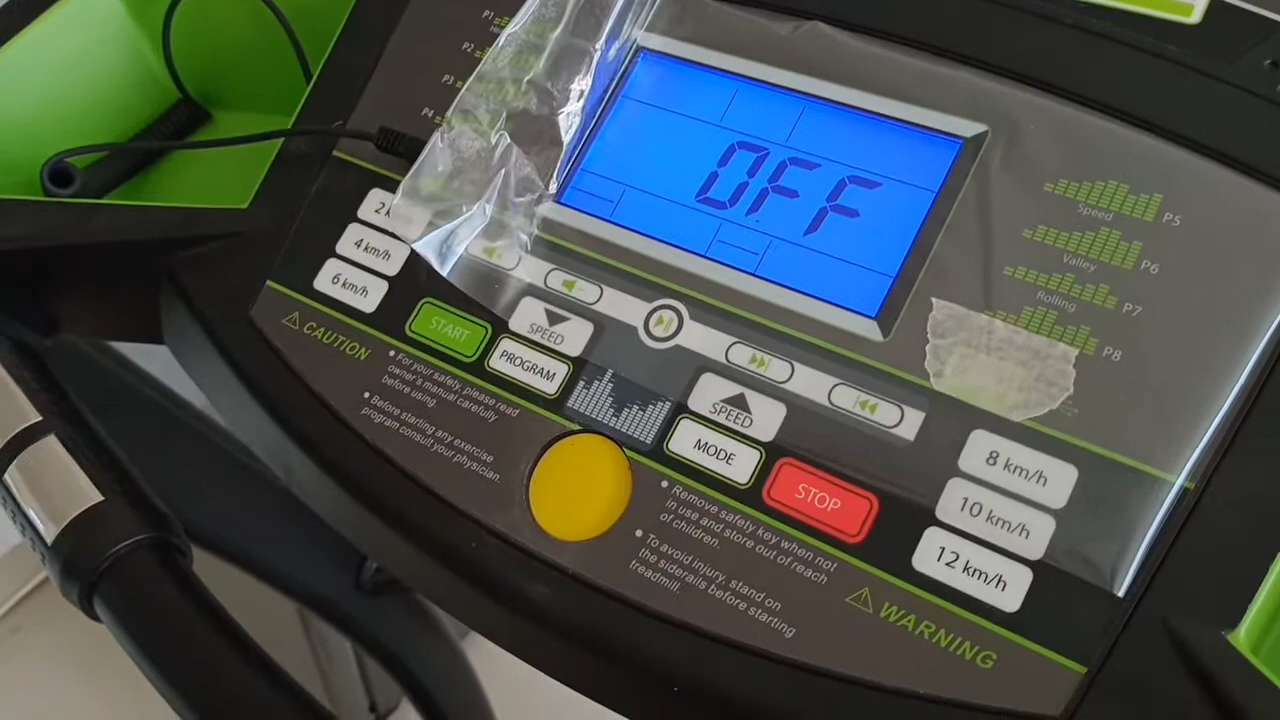 P1
P2
P3
P4
OFF
Speed
P5
Valley
P6
Rolling
P7
P8
2
4 km/h
6 km/h
START
SPEED
PROGRAM
SPEED
MODE
STOP
8 km/h
10 km/h
12 km/h
CAUTION
For your safety, please read
owner's manual carefully
before using.
Before starting any exercise
program consult your physician.
Remove safety key when not
in use and store out of reach
of children.
To avoid injury, stand on
the siderails before starting
treadmill.
WARNING